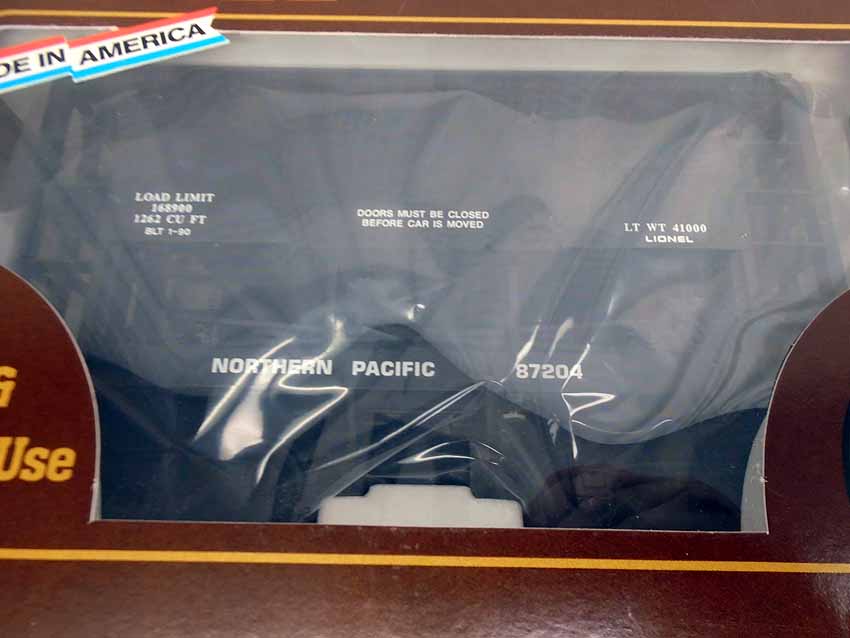 DE IN AMERICA
LOAD LIMIT
168900
1262 CU FT
BLT 1-90
DOORS MUST BE CLOSED
BEFORE CAR IS MOVED
LT WT 41000
LIONEL
NORTHERN PACIFIC 87204
G
Use